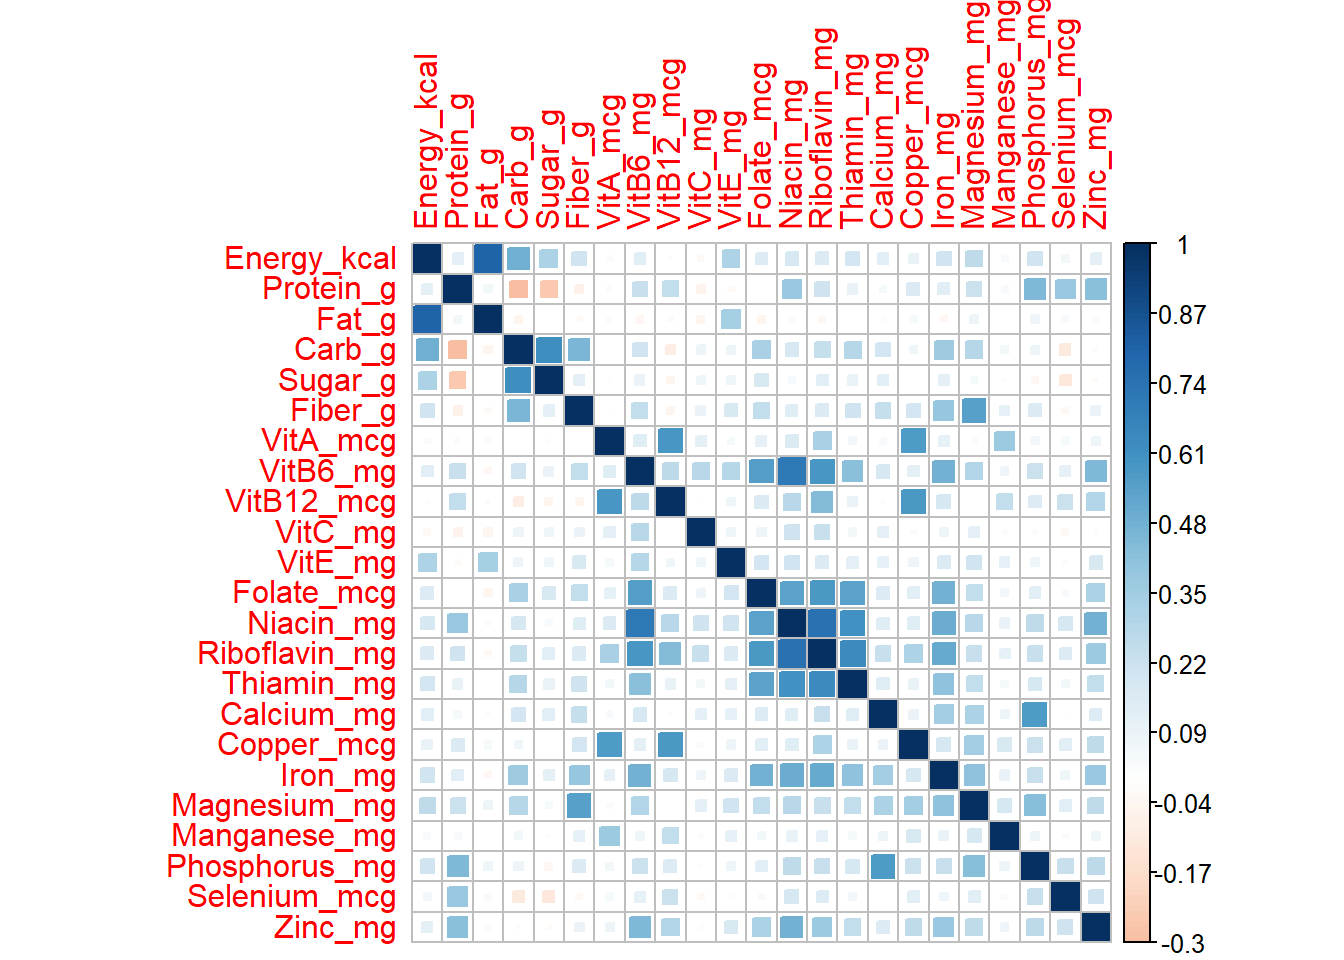 Energy_kcal
Protein_g
Fat_g
Carb_g
Sugar_g
Fiber_g
VitA_mcg
VitB6_mg
VitB12_mcg
VitC_mg
VitE_mg
Folate_mcg
Niacin_mg
Riboflavin_mg
Thiamin_mg
Calcium_mg
Copper_mcg
Iron_mg
Magnesium_mg
Manganese_mg
Phosphorus_mg
Selenium_mcg
Zinc_mg
Energy_kcal
Protein_g
Fat_g
Carb_g
Sugar_g
Fiber_g
VitA_mcg
VitB6_mg
VitB12_mcg
VitC_mg
VitE_mg
Folate_mcg
Niacin_mg
Riboflavin_mg
Thiamin_mg
Calcium_mg
Copper_mcg
Iron_mg
Magnesium_mg
Manganese_mg
Phosphorus_mg
Selenium_mcg
Zinc_mg
1
0.87
0.74
0.61
0.48
0.35
0.22
0.09
-0.04
-0.17
-0.3